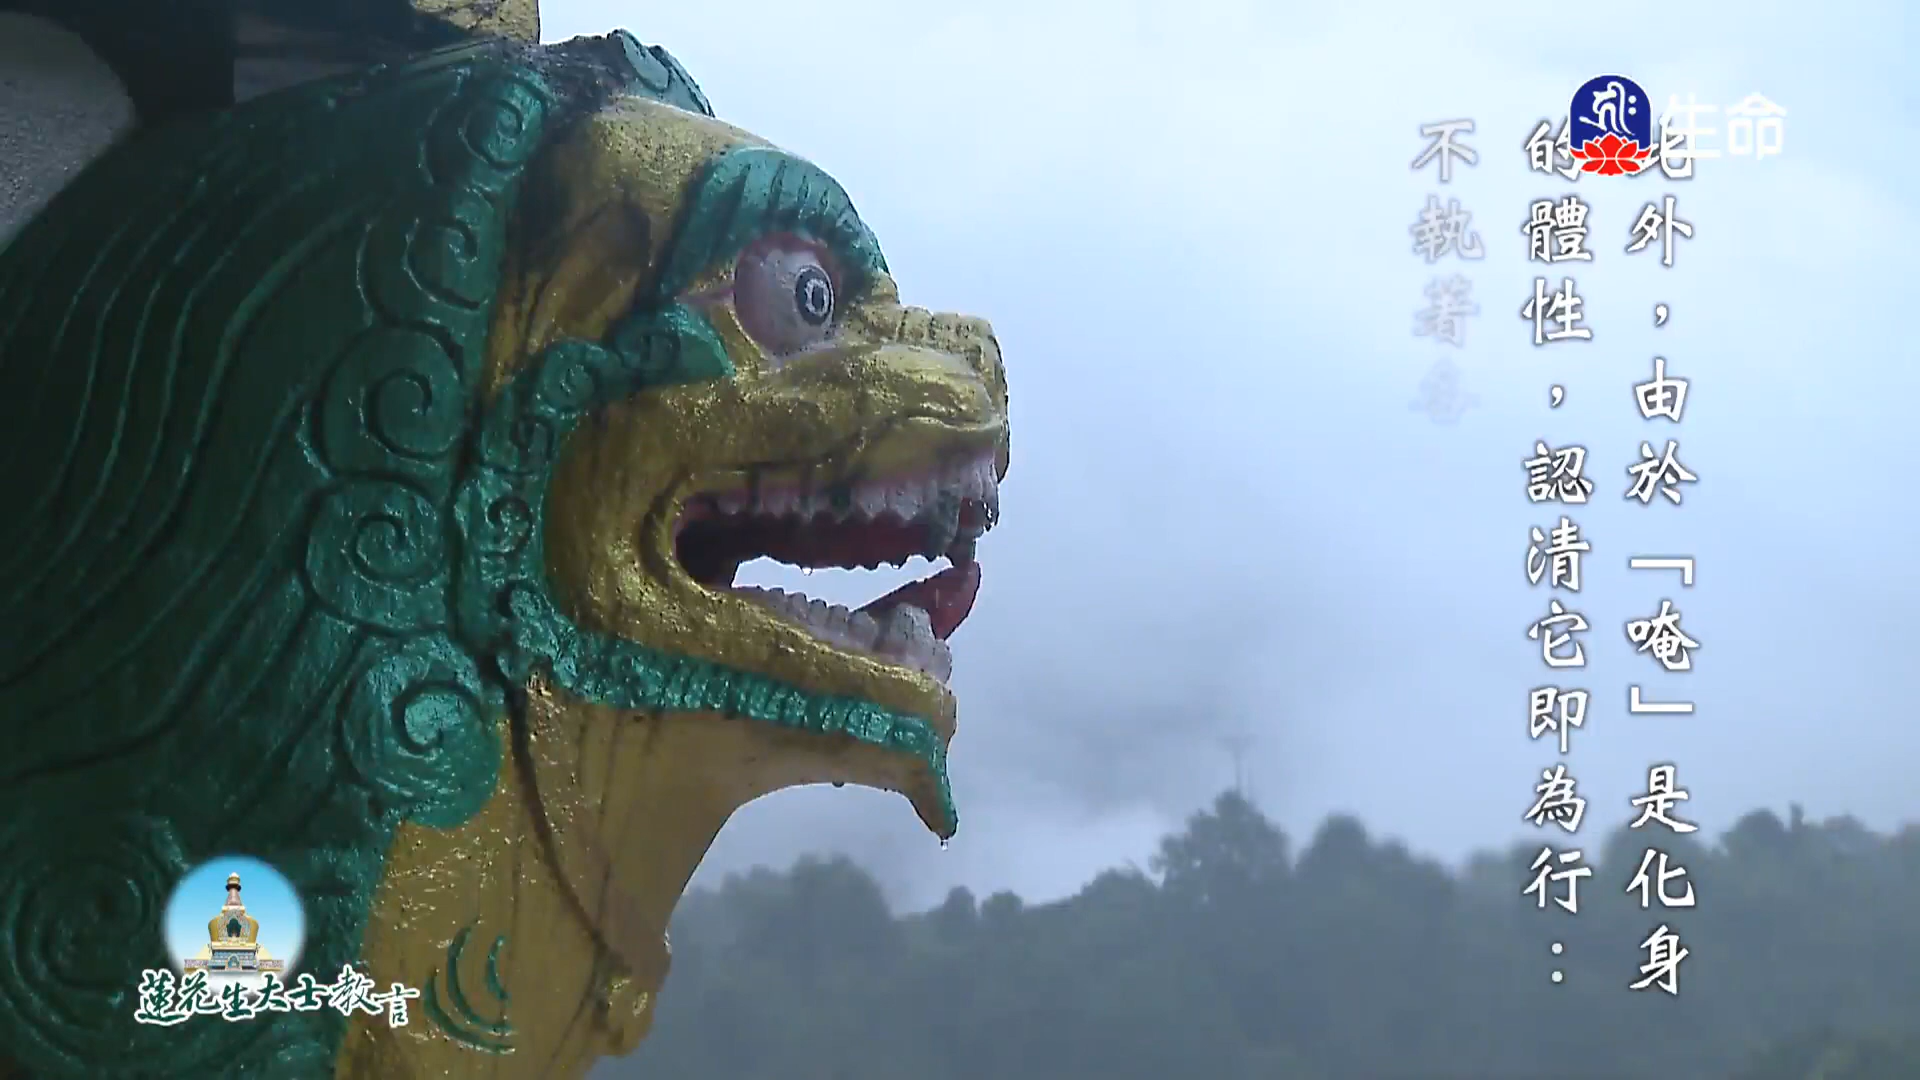 此外，由於「唵」是化身
的體性，認清它即為行：
不執著各
生命
蓮花生大士教言